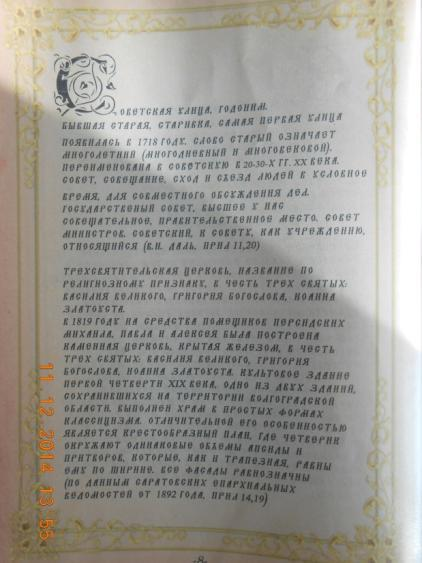 Советская улица, годоним.
Бывшая Старая, Старивка, самая первая улица
появилась в 1718 году. Слово старый означает
многолетний (многодневный и многовековой).
Переименована в Советскую в 20-30-х гг. XX века.
Совет, совещание, сход и съезд людей в условное
время, для совместного обсуждения дел.
Государственый совет, высшее у нас
совещательное, правительственное место. Совет
министров. Советский, к совету, как учреждению,
относящийся (В.И. Даль. Прил 11,20)
Трехсвятительская церковь, название по
религиозному признаку, в честь трех святых:
Василия Великого, Григория Богослова, Иоанна
Златоуста.
В 1819 году на средства помещиков Персидских
Михаила, Павла и Алексея была построена
каменная церковь, крытая железом, в честь
трех святых: Василия Великого, Григория
Богослова, Иоанна Златоуста. Культовое здание
первой четверти XIX века, одно из двух зданий,
сохранившихся на территории Волгоградской
области. Выполнен храм в простых формах
классицизма. Отличительной его особенностью
является крестообразный план, где четверик
окружают одинаковые объемы апсиды и
притворов, которые, как и трапезная, равны
ему по ширине. Все фасады равнозначны
(по данным Саратовских епархиальных
ведомостей от 1892 года. Прил 14,19)
-8-
11.12.2014 13:55